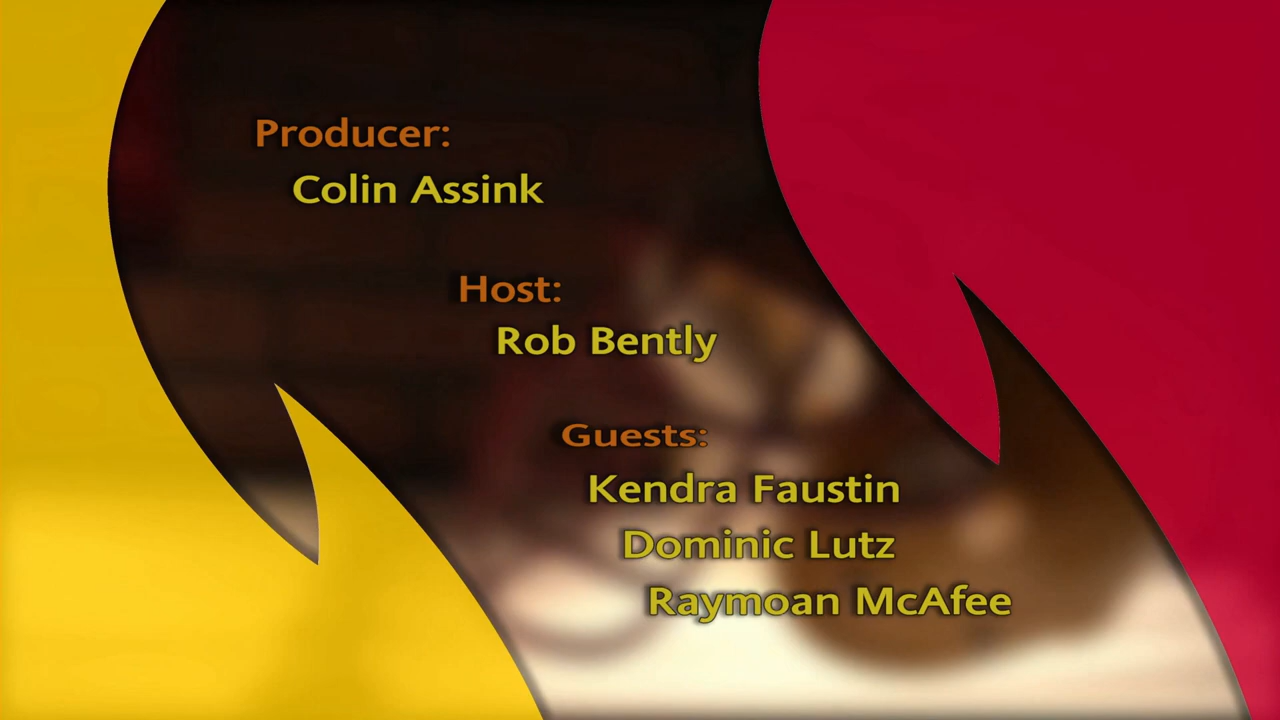 Producer:
Colin Assink
Host:
Rob Bently
Guests:
Kendra Faustin
Dominic Lutz
Raymoan McAfee